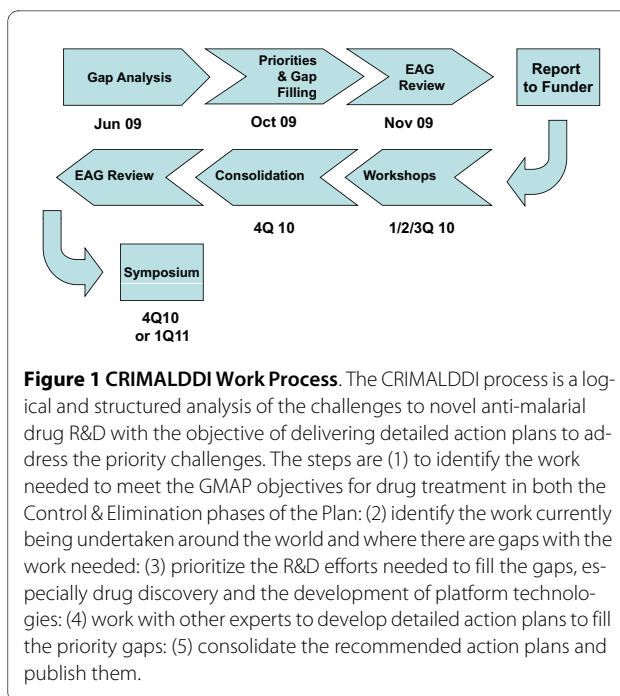 Gap Analysis
Priorities
& Gap
Filling
EAG
Review
Report
to Funder
Jun 09
Oct 09
Nov 09
EAG Review
Consolidation
Workshops
4Q 10
1/2/3Q 10
Symposium
4Q10
or 1Q11
Figure 1 CRIMALDDI Work Process. The CRIMALDDI process is a log-
ical and structured analysis of the challenges to novel anti-malarial
drug R&D with the objective of delivering detailed action plans to ad-
dress the priority challenges. The steps are (1) to identify the work
needed to meet the GMAP objectives for drug treatment in both the
Control & Elimination phases of the Plan: (2) identify the work currently
being undertaken around the world and where there are gaps with the
work needed: (3) prioritize the R&D efforts needed to fill the gaps, es-
pecially drug discovery and the development of platform technolo-
gies: (4) work with other experts to develop detailed action plans to fill
the priority gaps: (5) consolidate the recommended action plans and
publish them.